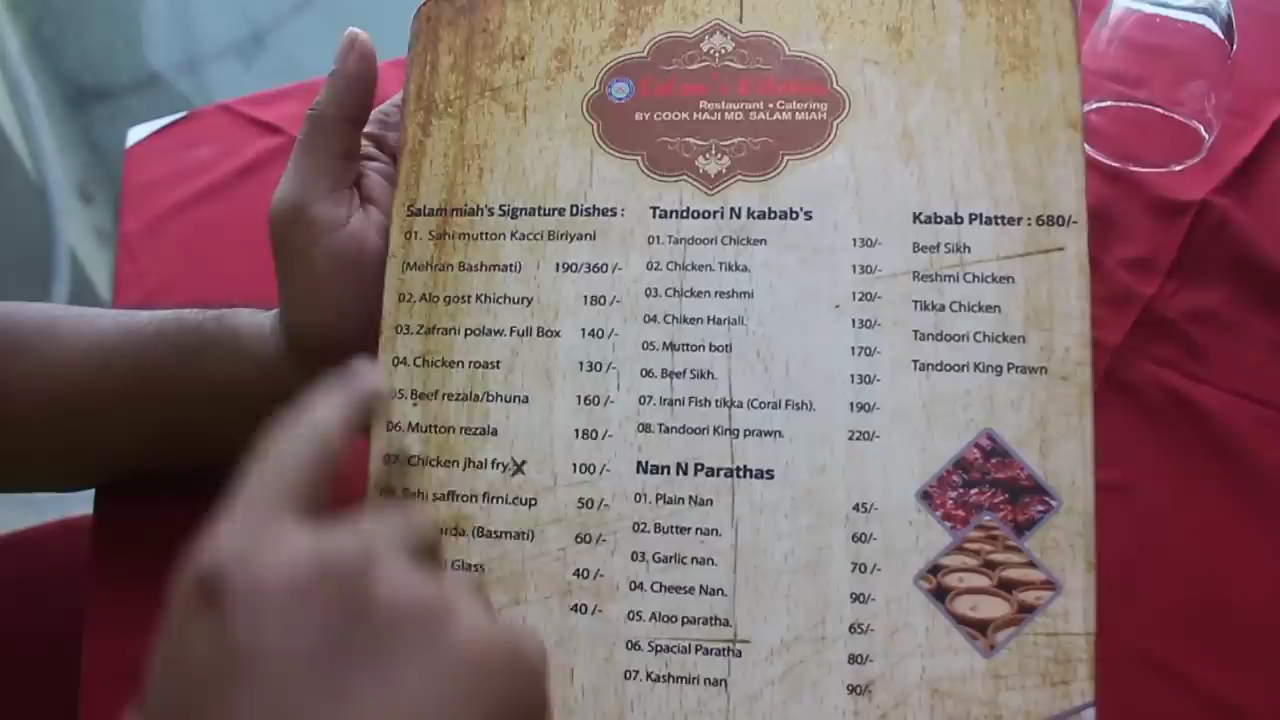 Restaurant • Catering
BY COOK HAJI MD. SALAM MIAH
Salam miah's Signature Dishes :
01. Sahi mutton Kacci Biriyani
(Mehran Bashmati) 190/360 /-
02. Alo gost Khichury 180 /-
03. Zafrani polaw. Full Box 140 /-
04. Chicken roast 130 /-
05. Beef rezala/bhuna 160 /-
06. Mutton rezala 180 /-
07. Chicken jhal fry. 100 /-
saffron firni.cup 50 /-
(Basmati) 60 /-
Glass 40 /-
40 /-
Tandoori N kabab's
01. Tandoori Chicken 130/-
02. Chicken. Tikka. 130/-
03. Chicken reshmi 120/-
04. Chiken Hariali. 130/-
05. Mutton boti 170/-
06. Beef Sikh. 130/-
07. Irani Fish tikka (Coral Fish). 190/-
08. Tandoori King prawn. 220/-
Nan N Parathas
01. Plain Nan 45/-
02. Butter nan. 60/-
03. Garlic nan. 70 /-
04. Cheese Nan. 90/-
05. Aloo paratha. 65/-
06. Spacial Paratha 80/-
07. Kashmiri nan 90/-
Kabab Platter : 680/-
Beef Sikh
Reshmi Chicken
Tikka Chicken
Tandoori Chicken
Tandoori King Prawn